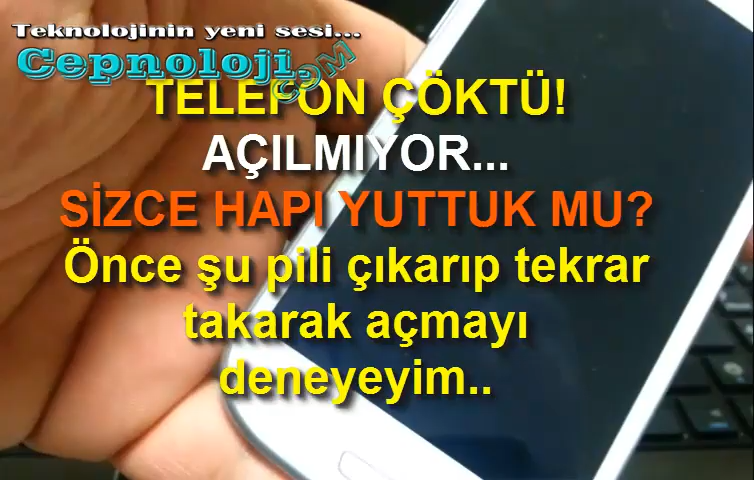 Teknolojinin yeni sesi...
Cepnoloji.com
TELEFON ÇÖKTÜ!
AÇILMIYOR...
SİZCE HAPI YUTTUK MU?
Önce şu pili çıkarıp tekrar
takarak açmayı
deneyeyim..